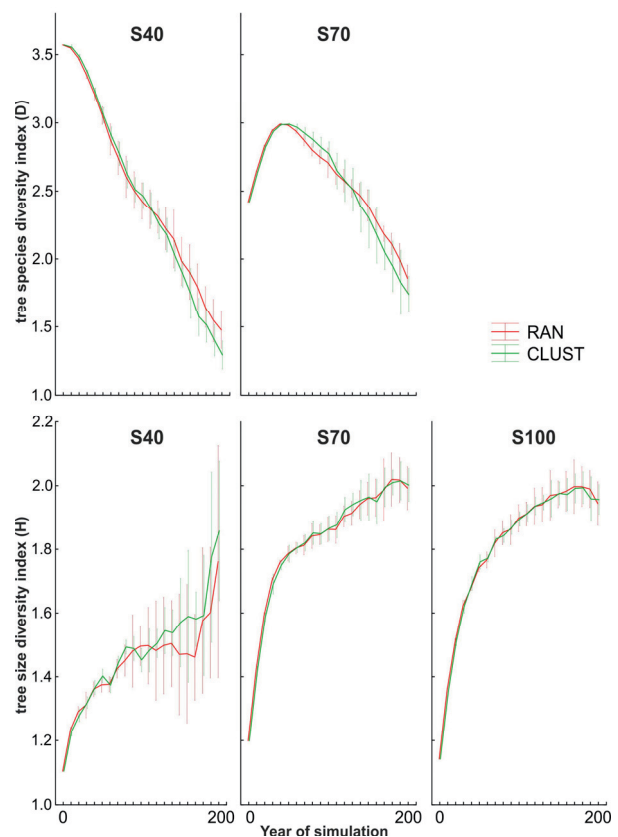 S40 S70
tree species diversity index (D)
3.5
3.0
2.5
2.0
1.5
1.0
RAN
CLUST
S40 S70 S100
tree size diversity index (H)
2.2
2.0
1.8
1.6
1.4
1.2
1.0
0 200 0 200 0 200
Year of simulation